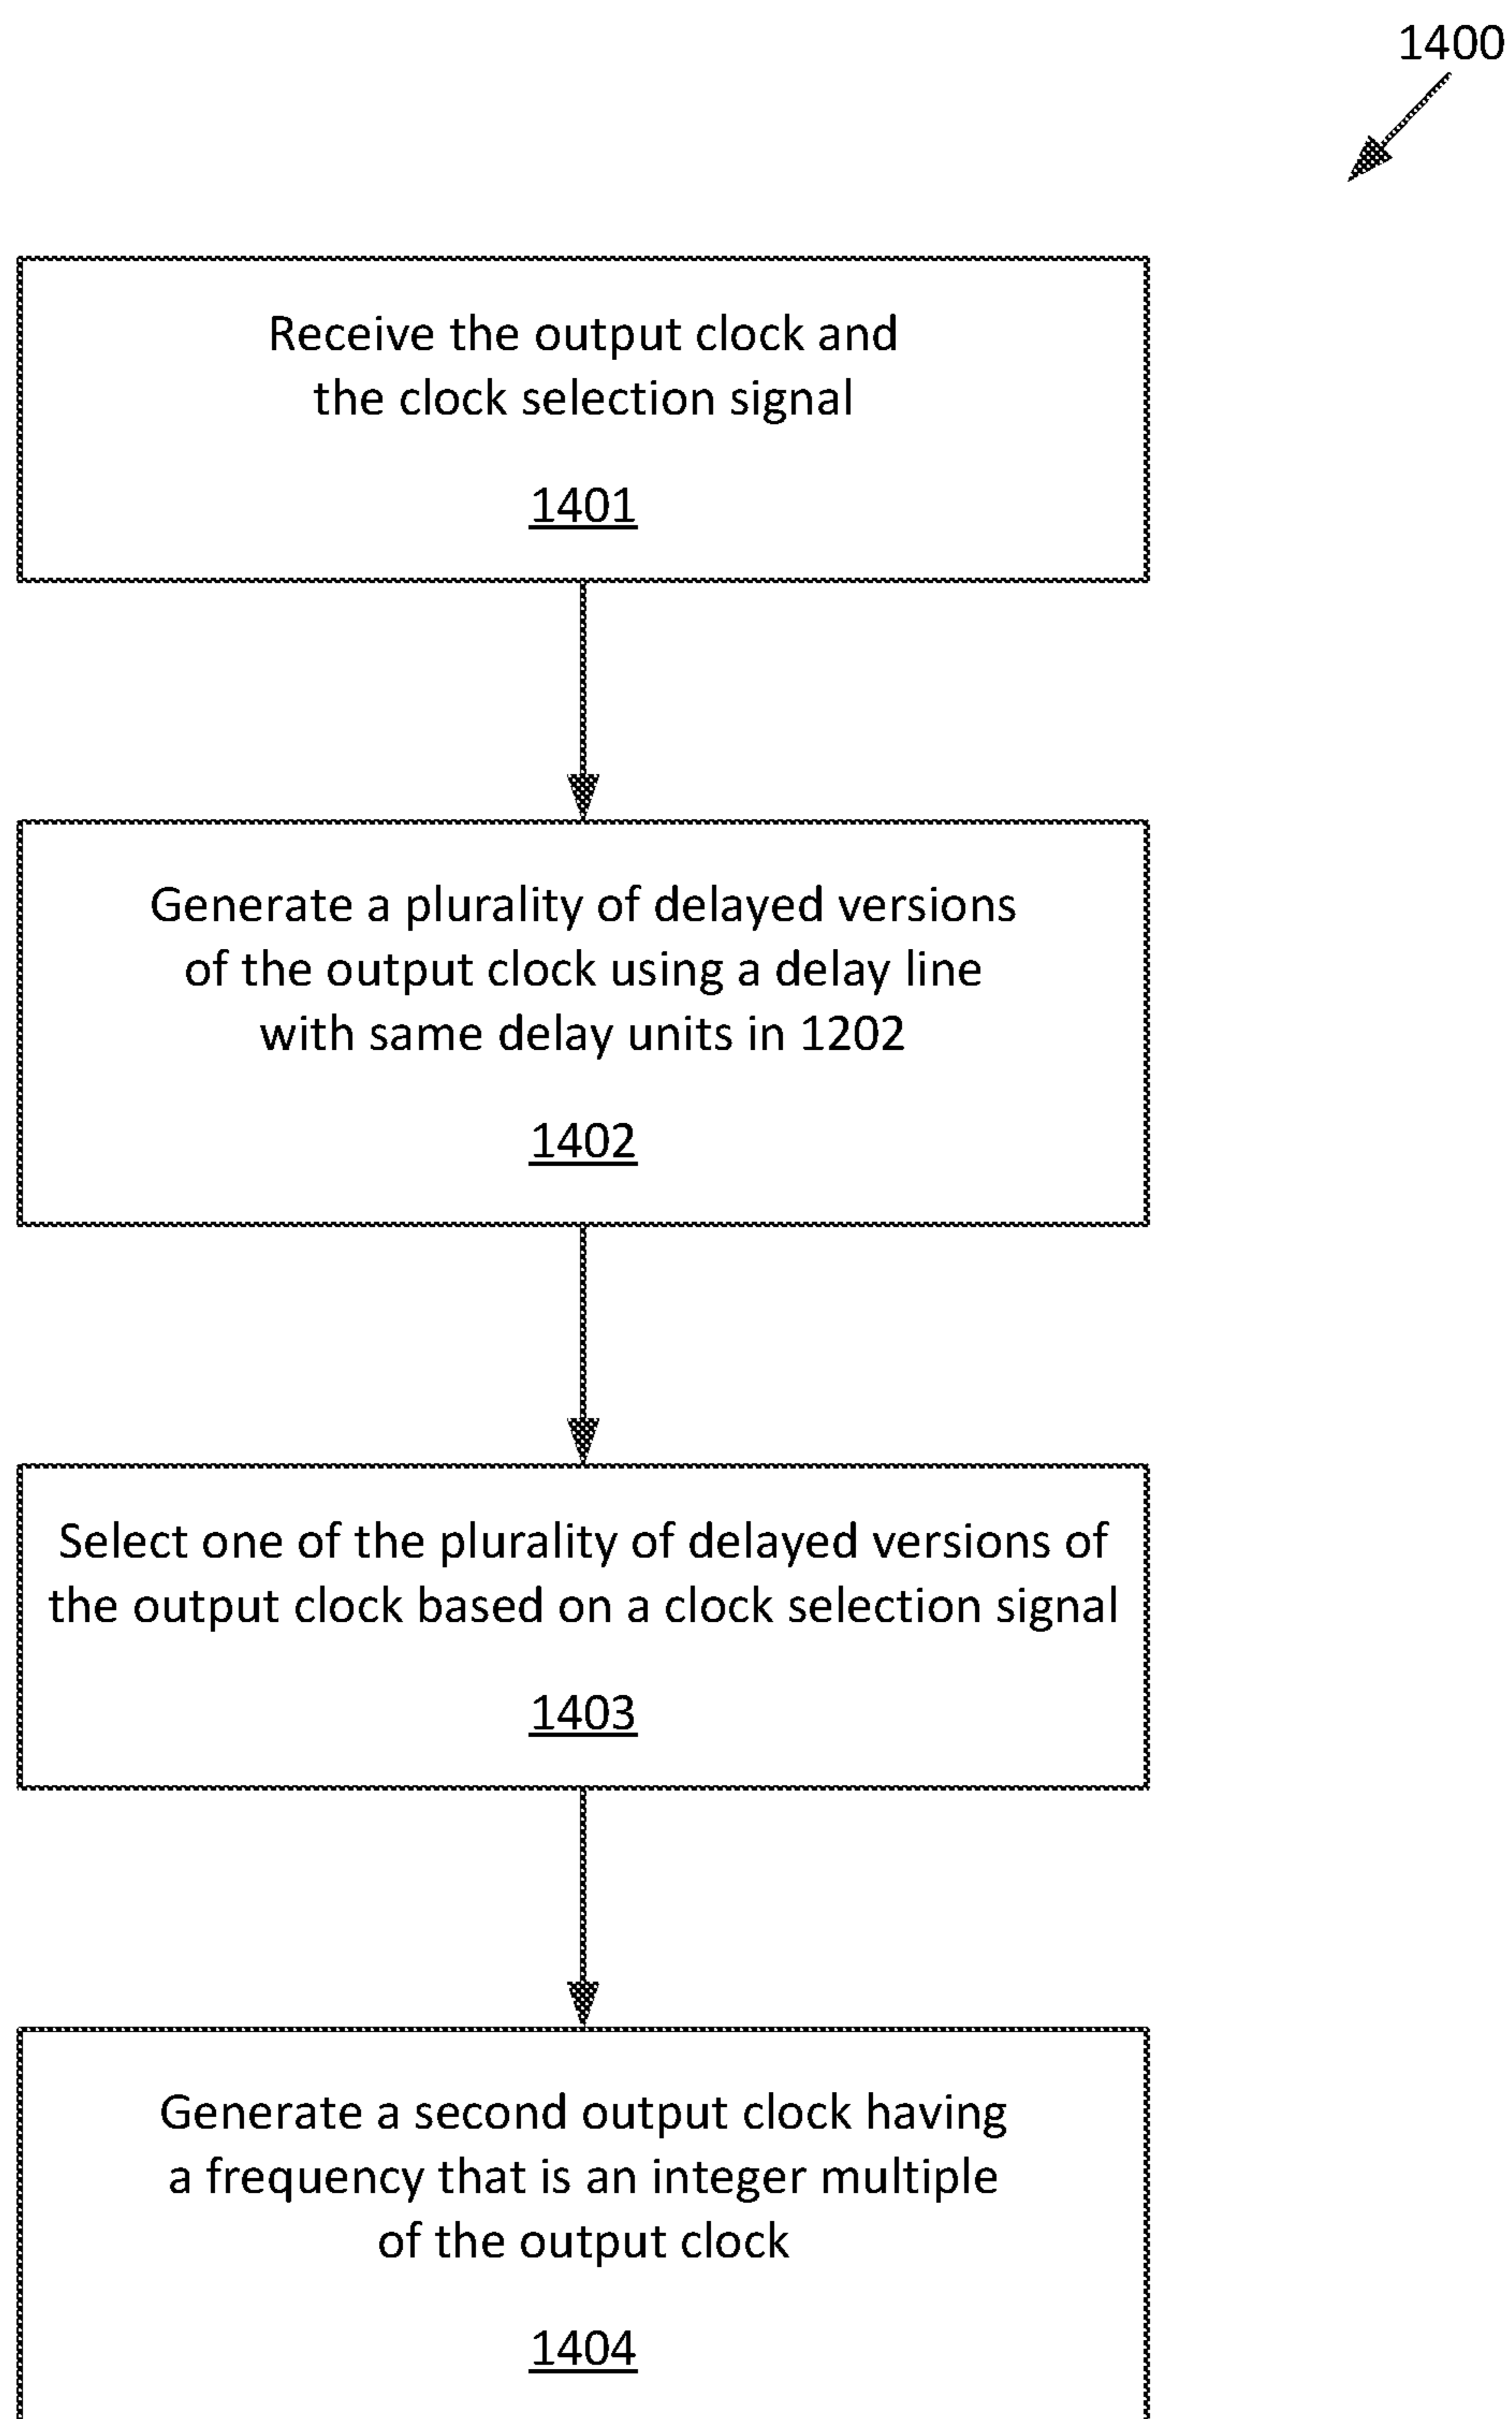 1400
Receive the output clock and
the clock selection signal
1401
Generate a plurality of delayed versions
of the output clock using a delay line
with same delay units in 1202
1402
Select one of the plurality of delayed versions of
the output clock based on a clock selection signal
1403
Generate a second output clock having
a frequency that is an integer multiple
of the output clock
1404